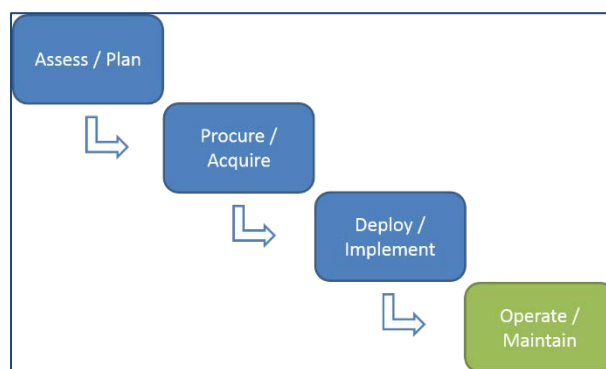 Assess / Plan
Procure /
Acquire
Deploy /
Implement
Operate /
Maintain